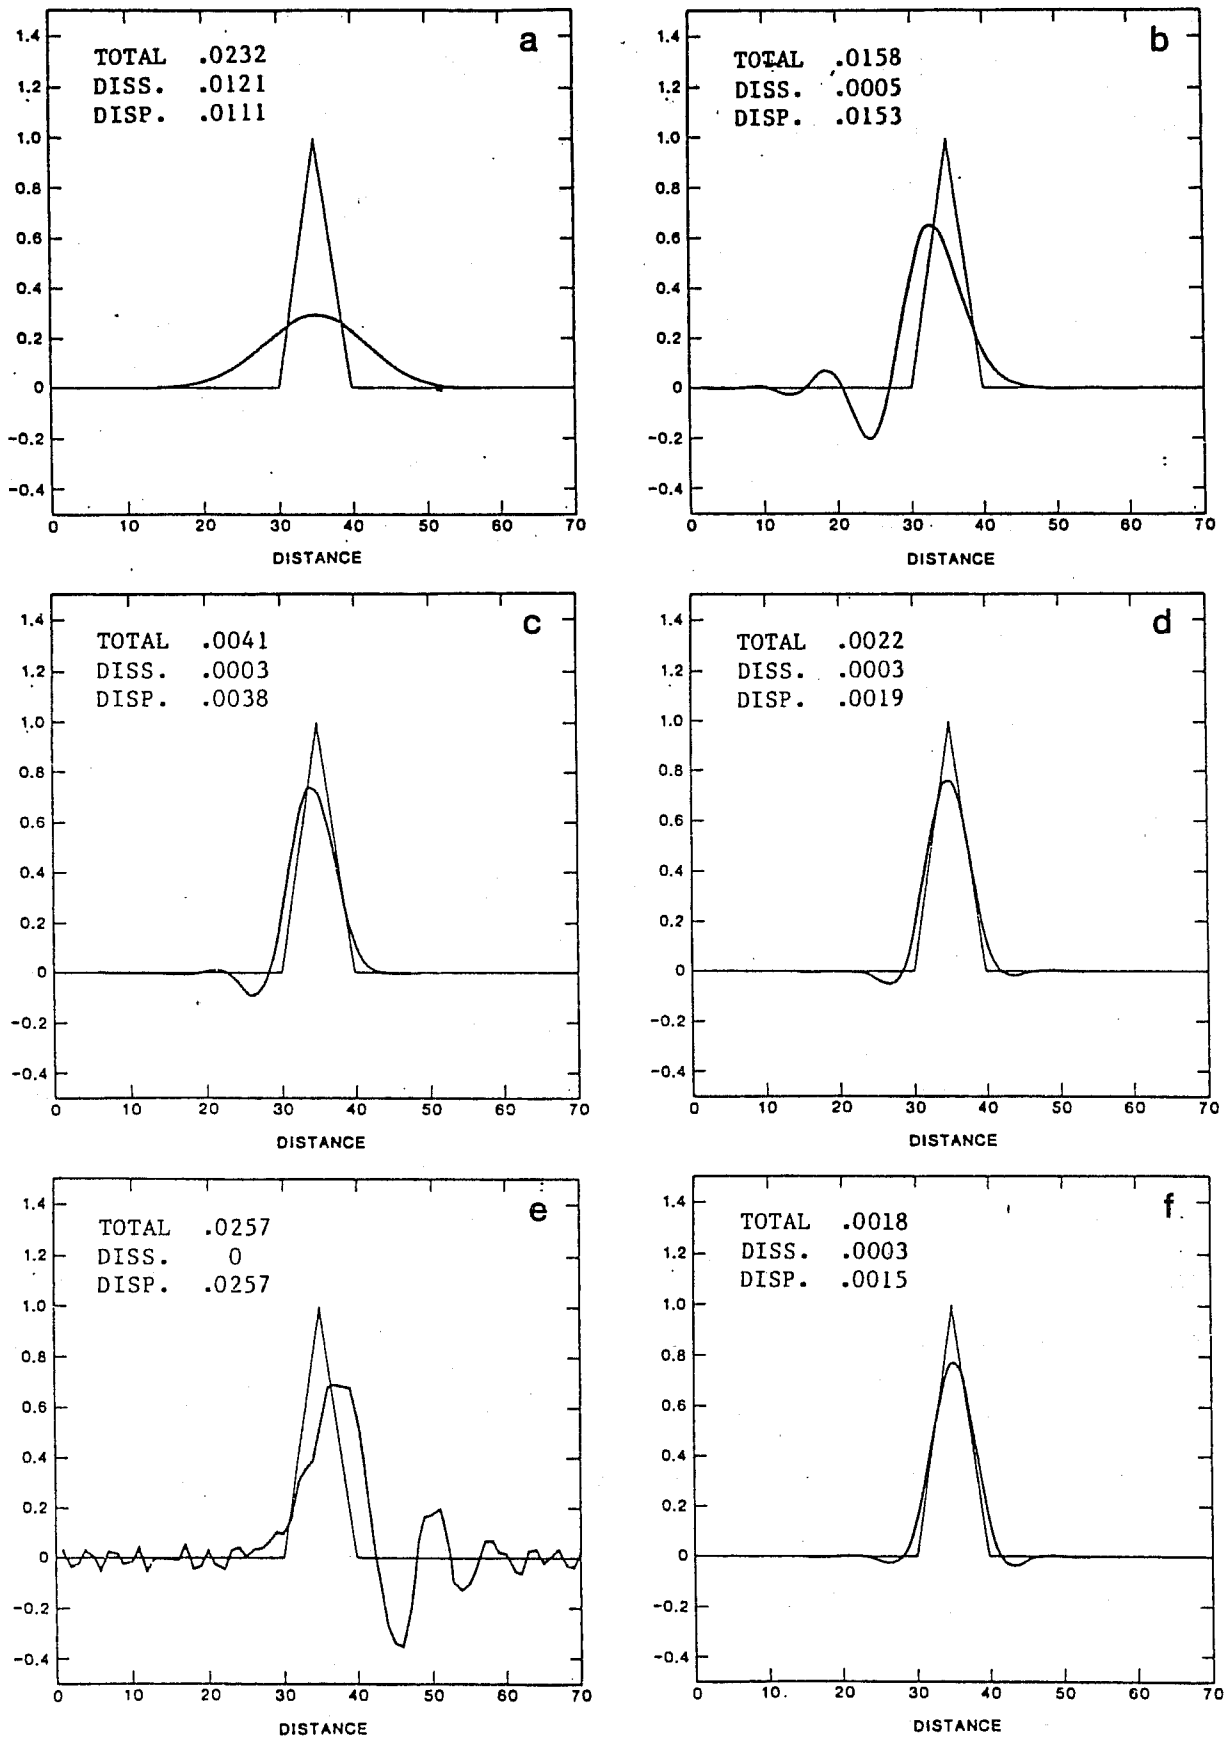 a
TOTAL .0232
DISS. .0121
DISP. .0111
1.4
1.2
1.0
0.8
0.6
0.4
0.2
0
-0.2
-0.4
0 10 20 30 40 50 60 70
DISTANCE
b
TOTAL .0158
DISS. .0005
DISP. .0153
1.4
1.2
1.0
0.8
0.6
0.4
0.2
0
-0.2
-0.4
0 10 20 30 40 50 60 70
DISTANCE
c
TOTAL .0041
DISS. .0003
DISP. .0038
1.4
1.2
1.0
0.8
0.6
0.4
0.2
0
-0.2
-0.4
0 10 20 30 40 50 60 70
DISTANCE
d
TOTAL .0022
DISS. .0003
DISP. .0019
1.4
1.2
1.0
0.8
0.6
0.4
0.2
0
-0.2
-0.4
0 10 20 30 40 50 60 70
DISTANCE
e
TOTAL .0257
DISS. 0
DISP. .0257
1.4
1.2
1.0
0.8
0.6
0.4
0.2
0
-0.2
-0.4
0 10 20 30 40 50 60 70
DISTANCE
f
TOTAL .0018
DISS. .0003
DISP. .0015
1.4
1.2
1.0
0.8
0.6
0.4
0.2
0
-0.2
-0.4
0 10. 20 30 40 50 60 70
DISTANCE